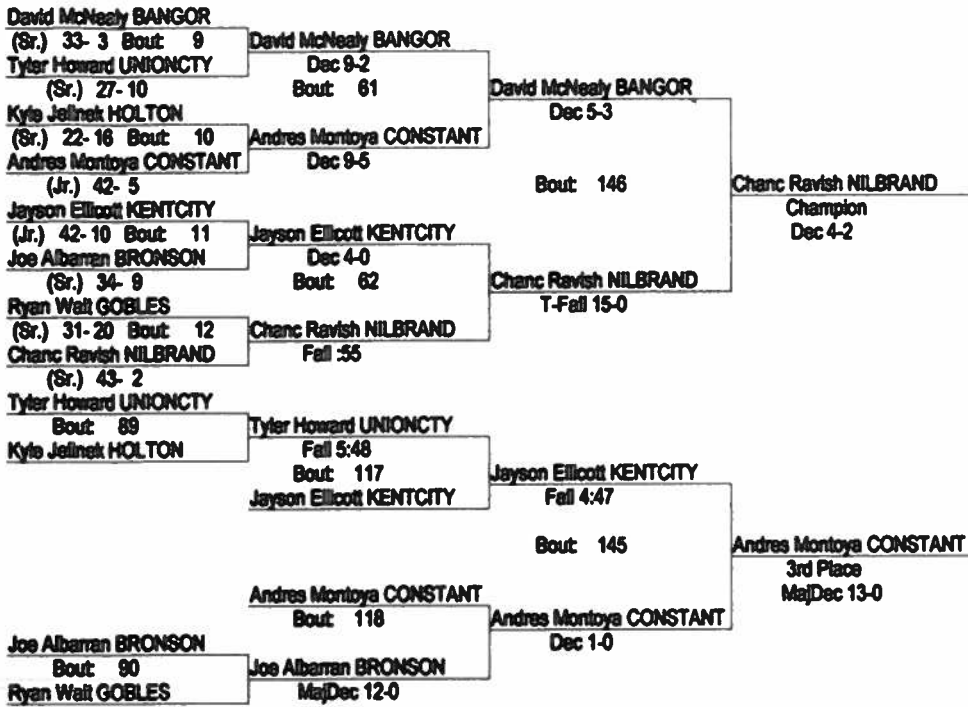 David McNealy BANGOR
(Sr.) 33- 3 Bout: 9
Tyler Howard UNIONCTY
(Sr.) 27- 10
Kyle Jelinek HOLTON
(Sr.) 22- 16 Bout: 10
Andres Montoya CONSTANT
(Jr.) 42- 5
Jayson Ellicott KENTCITY
(Jr.) 42- 10 Bout: 11
Joe Albarran BRONSON
(Sr.) 34- 9
Ryan Wait GOBLES
(Sr.) 31- 20 Bout: 12
Chanc Ravish NILBRAND
(Sr.) 43- 2
Tyler Howard UNIONCTY
Bout: 89
Kyle Jelinek HOLTON
Joe Albarran BRONSON
Bout: 90
Ryan Wait GOBLES
David McNealy BANGOR
Dec 9-2
Bout: 61
Andres Montoya CONSTANT
Dec 9-5
Jayson Ellicott KENTCITY
Dec 4-0
Bout: 62
Chanc Ravish NILBRAND
Fall :55
Tyler Howard UNIONCTY
Fall 5:48
Bout: 117
Jayson Ellicott KENTCITY
Andres Montoya CONSTANT
Bout: 118
Joe Albarran BRONSON
MajDec 12-0
David McNealy BANGOR
Dec 5-3
Bout: 146
Chanc Ravish NILBRAND
T-Fall 15-0
Jayson Ellicott KENTCITY
Fall 4:47
Bout: 145
Andres Montoya CONSTANT
Dec 1-0
Chanc Ravish NILBRAND
Champion
Dec 4-2
Andres Montoya CONSTANT
3rd Place
MajDec 13-0